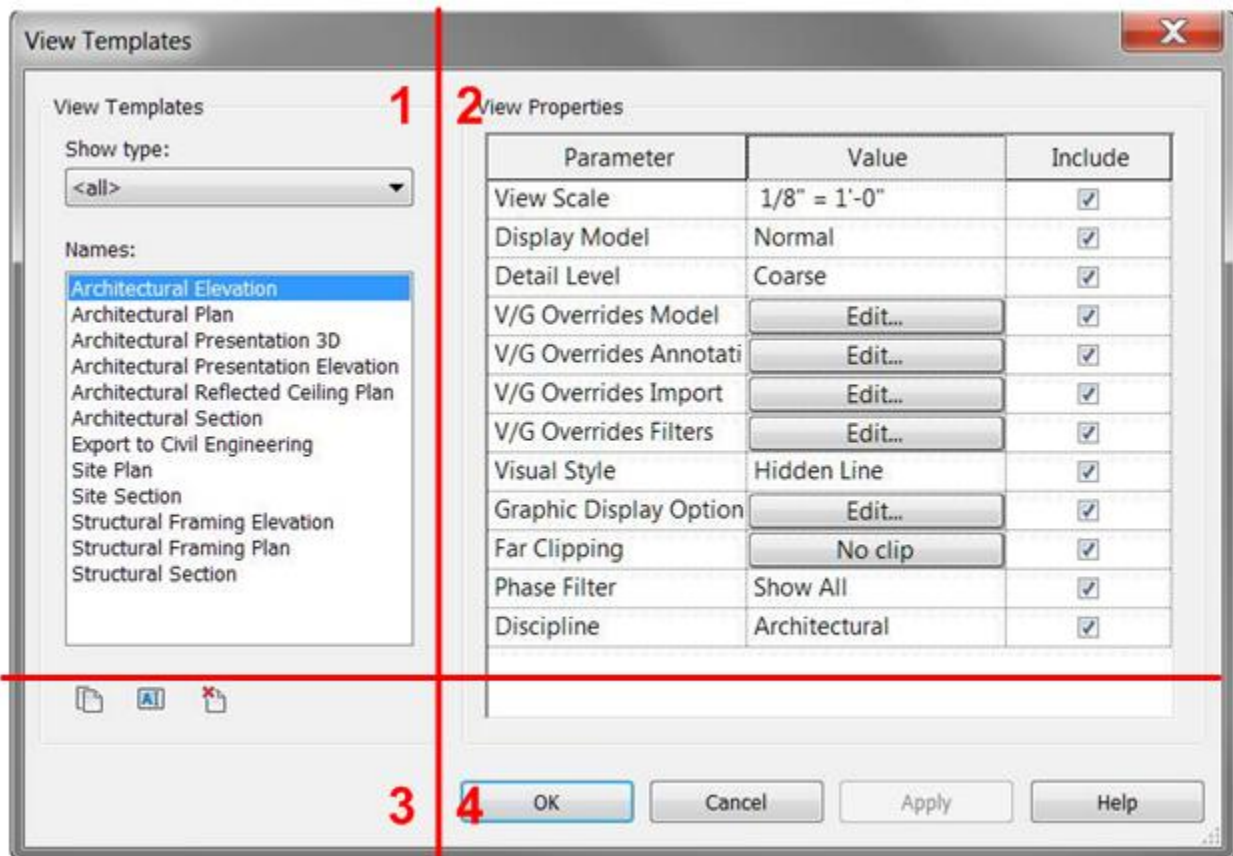 View Templates
View Templates 1 2 View Properties
Show type:
<all>
Names:
Architectural Elevation
Architectural Plan
Architectural Presentation 3D
Architectural Presentation Elevation
Architectural Reflected Ceiling Plan
Architectural Section
Export to Civil Engineering
Site Plan
Site Section
Structural Framing Elevation
Structural Framing Plan
Structural Section
Parameter Value Include
View Scale 1/8" = 1'-0"
Display Model Normal
Detail Level Coarse
V/G Overrides Model Edit...
V/G Overrides Annotati Edit...
V/G Overrides Import Edit...
V/G Overrides Filters Edit...
Visual Style Hidden Line
Graphic Display Option Edit...
Far Clipping No clip
Phase Filter Show All
Discipline Architectural
AI
3 4 OK Cancel Apply Help